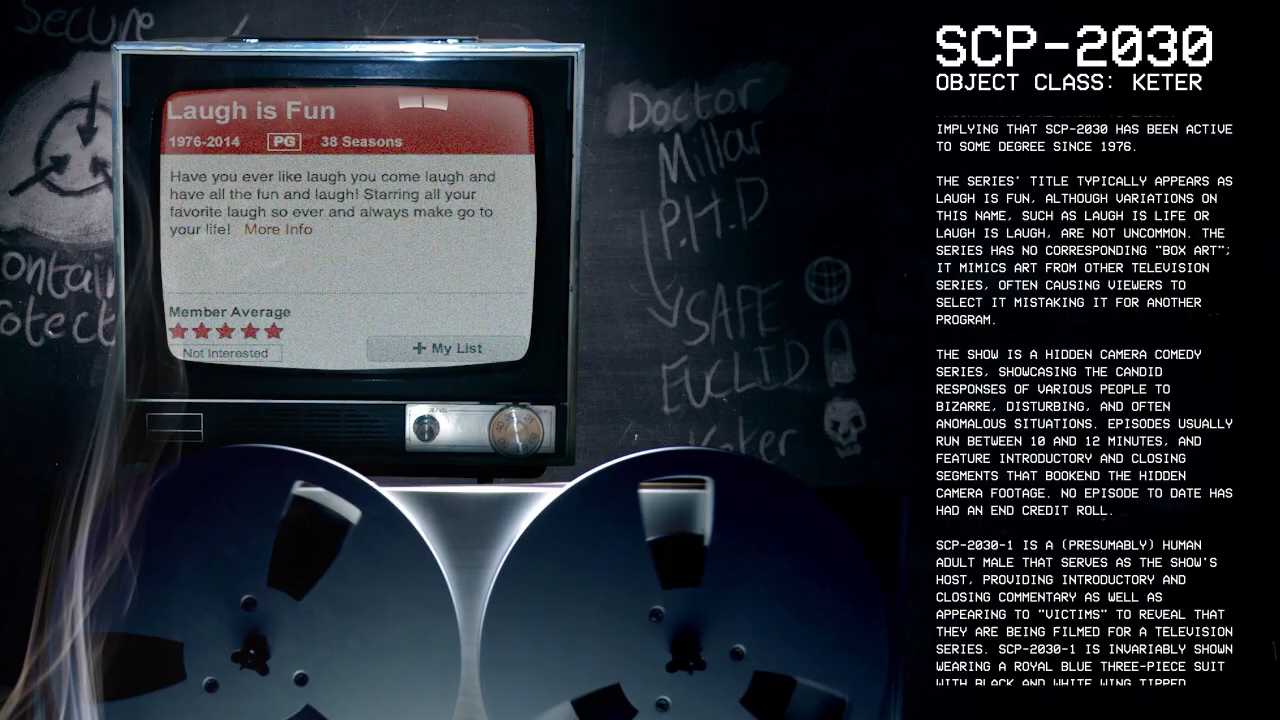 Secure
ontai
otect
Laugh is Fun
1976-2014 PG 38 Seasons
Have you ever like laugh you come laugh and
have all the fun and laugh! Starring all your
favorite laugh so ever and always make go to
your life! More Info
Member Average
Not Interested
+ My List
Doctor
Millar
P.H.D
SAFE
EUCLID
Keter
SCP-2030
OBJECT CLASS: KETER
IMPLYING THAT SCP-2030 HAS BEEN ACTIVE
TO SOME DEGREE SINCE 1976.
THE SERIES' TITLE TYPICALLY APPEARS AS
LAUGH IS FUN, ALTHOUGH VARIATIONS ON
THIS NAME, SUCH AS LAUGH IS LIFE OR
LAUGH IS LAUGH, ARE NOT UNCOMMON. THE
SERIES HAS NO CORRESPONDING "BOX ART";
IT MIMICS ART FROM OTHER TELEVISION
SERIES, OFTEN CAUSING VIEWERS TO
SELECT IT MISTAKING IT FOR ANOTHER
PROGRAM.
THE SHOW IS A HIDDEN CAMERA COMEDY
SERIES, SHOWCASING THE CANDID
RESPONSES OF VARIOUS PEOPLE TO
BIZARRE, DISTURBING, AND OFTEN
ANOMALOUS SITUATIONS. EPISODES USUALLY
RUN BETWEEN 10 AND 12 MINUTES, AND
FEATURE INTRODUCTORY AND CLOSING
SEGMENTS THAT BOOKEND THE HIDDEN
CAMERA FOOTAGE. NO EPISODE TO DATE HAS
HAD AN END CREDIT ROLL.
SCP-2030-1 IS A (PRESUMABLY) HUMAN
ADULT MALE THAT SERVES AS THE SHOW'S
HOST, PROVIDING INTRODUCTORY AND
CLOSING COMMENTARY AS WELL AS
APPEARING TO "VICTIMS" TO REVEAL THAT
THEY ARE BEING FILMED FOR A TELEVISION
SERIES. SCP-2030-1 IS INVARIABLY SHOWN
WEARING A ROYAL BLUE THREE-PIECE SUIT
WITH BLACK AND WHITE WING TIPPED